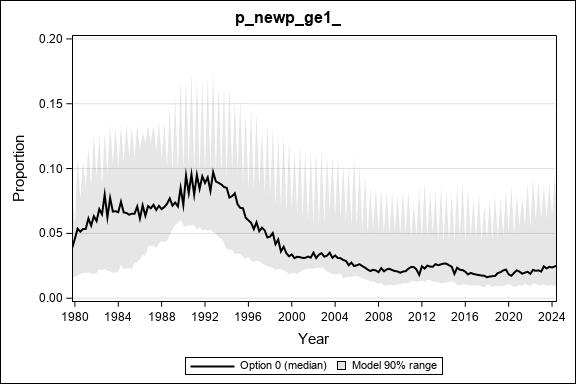 p_newp_ge1_
0.20
0.15
0.10
0.05
0.00
Proportion
1980 1984 1988 1992 1996 2000 2004 2008 2012 2016 2020 2024
Year
Option 0 (median) Model 90% range